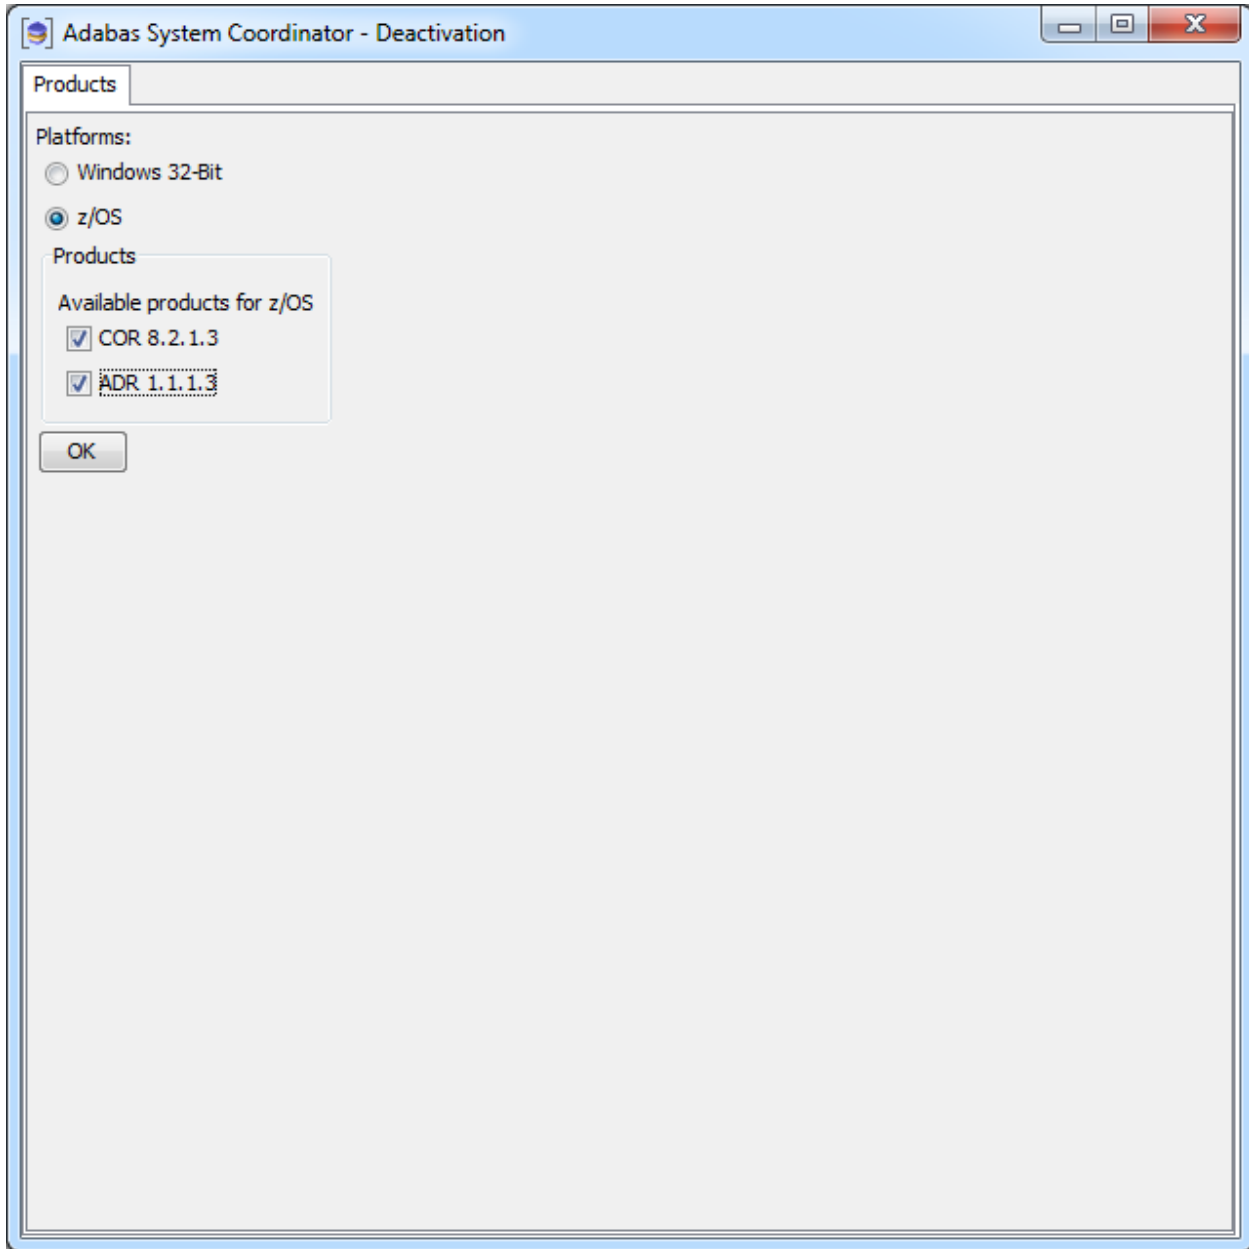 Adabas System Coordinator - Deactivation
Products
Platforms:
Windows 32-Bit
z/OS
Products
Available products for z/OS
COR 8.2.1.3
ADR 1.1.1.3
OK